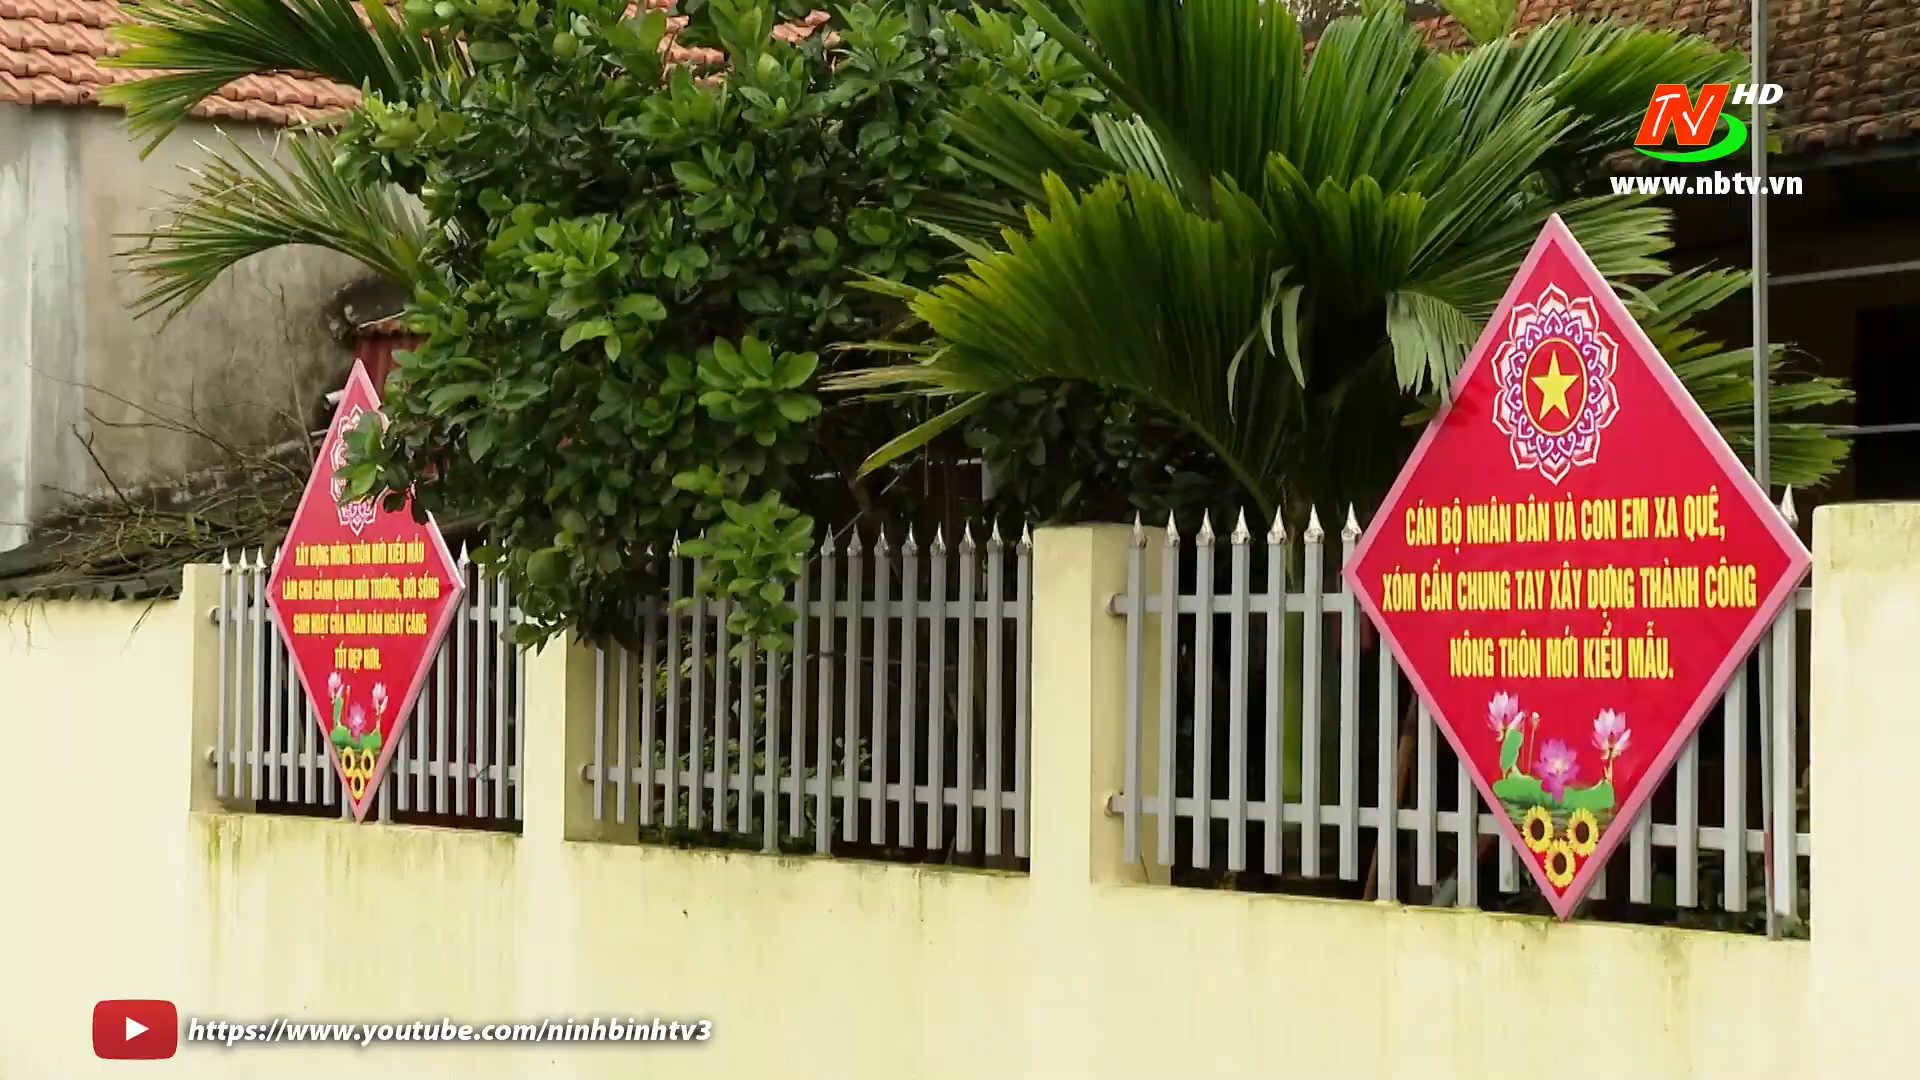 TV HD
www.nbtv.vn
XÂY DỰNG NÔNG THÔN MỚI KIỂU MẪU
LÀM CHO CẢNH QUAN MÔI TRƯỜNG, ĐỜI SỐNG
SINH HOẠT CỦA NHÂN DÂN NGÀY CÀNG
TỐT ĐẸP HƠN.
CÁN BỘ NHÂN DÂN VÀ CON EM XA QUÊ,
XÓM CẨN CHUNG TAY XÂY DỰNG THÀNH CÔNG
NÔNG THÔN MỚI KIỂU MẪU.
https://www.youtube.com/ninhbinhtv3